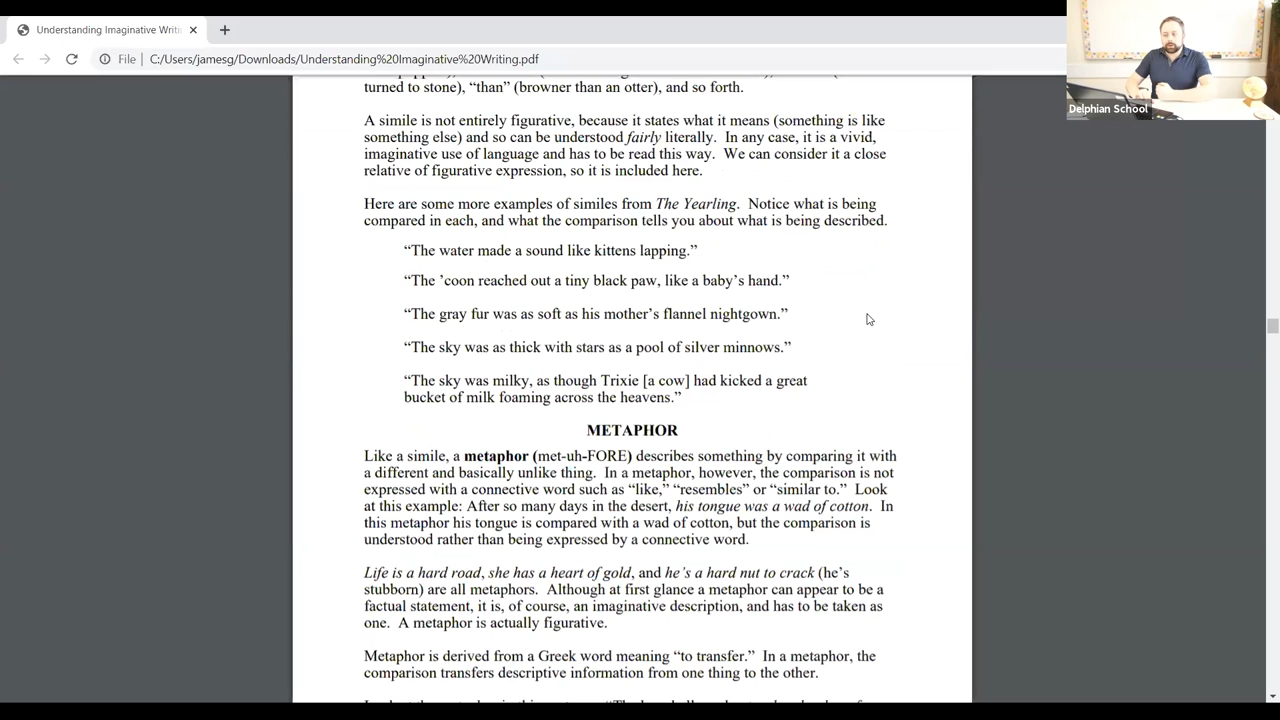 Understanding Imaginative Writi
File
C:/Users/jamesg/Downloads/Understanding%20Imaginative%20Writing.pdf
Delphian School
turned to stone), “than” (browner than an otter), and so forth.
A simile is not entirely figurative, because it states what it means (something is like
something else) and so can be understood fairly literally. In any case, it is a vivid,
imaginative use of language and has to be read this way. We can consider it a close
relative of figurative expression, so it is included here.
Here are some more examples of similes from The Yearling. Notice what is being
compared in each, and what the comparison tells you about what is being described.
“The water made a sound like kittens lapping.”
“The ’coon reached out a tiny black paw, like a baby’s hand.”
“The gray fur was as soft as his mother’s flannel nightgown.”
“The sky was as thick with stars as a pool of silver minnows.”
“The sky was milky, as though Trixie [a cow] had kicked a great
bucket of milk foaming across the heavens.”
METAPHOR
Like a simile, a metaphor (met-uh-FORE) describes something by comparing it with
a different and basically unlike thing. In a metaphor, however, the comparison is not
expressed with a connective word such as “like,” “resembles” or “similar to.” Look
at this example: After so many days in the desert, his tongue was a wad of cotton. In
this metaphor his tongue is compared with a wad of cotton, but the comparison is
understood rather than being expressed by a connective word.
Life is a hard road, she has a heart of gold, and he’s a hard nut to crack (he’s
stubborn) are all metaphors. Although at first glance a metaphor can appear to be a
factual statement, it is, of course, an imaginative description, and has to be taken as
one. A metaphor is actually figurative.
Metaphor is derived from a Greek word meaning “to transfer.” In a metaphor, the
comparison transfers descriptive information from one thing to the other.